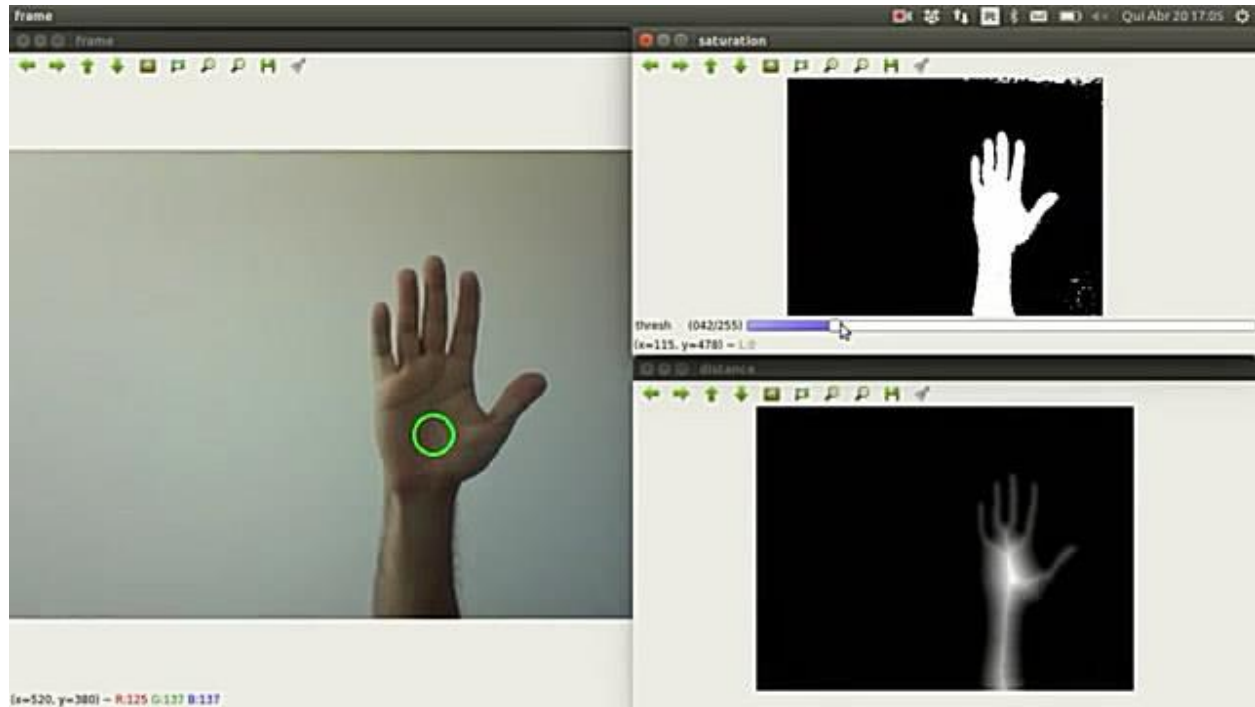 frame
Qui Abr 20 17:05
frame
saturation
thresh (042/255)
(x=115, y=478) ~ L:0
distance
(x=520, y=380) ~ R:125 G:137 B:137